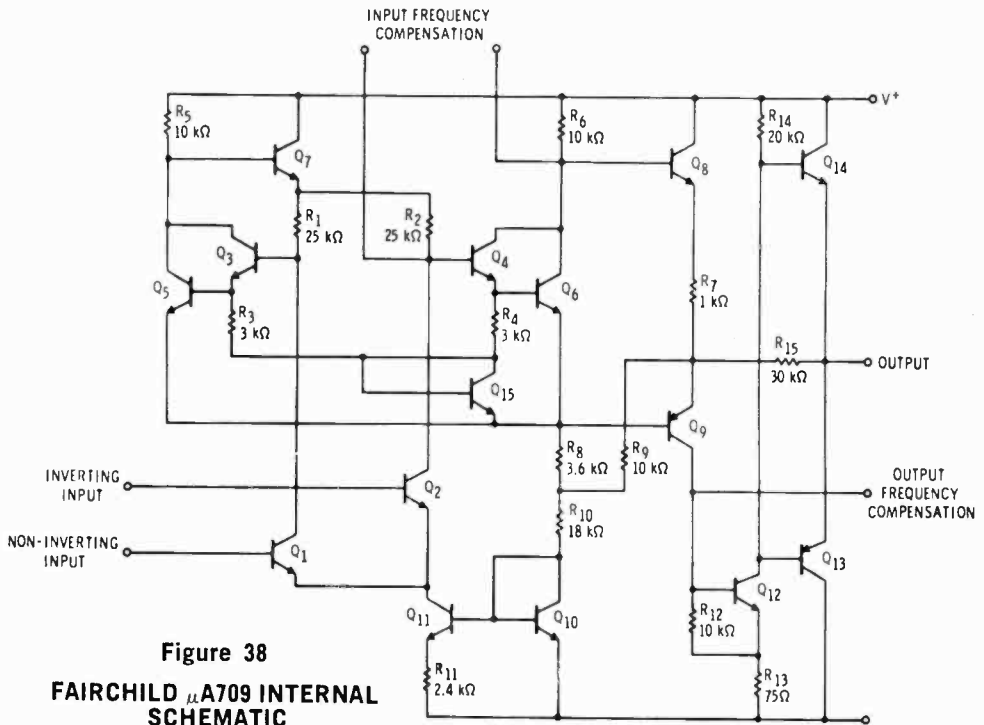 INPUT FREQUENCY
COMPENSATION
V+
R5
10 kΩ
R6
10 kΩ
R14
20 kΩ
Q7
Q8
Q14
R1
25 kΩ
R2
25 kΩ
Q3
Q4
Q5
Q6
R7
1 kΩ
R3
3 kΩ
R4
3 kΩ
R15
30 kΩ
OUTPUT
Q15
Q9
R8
3.6 kΩ
R9
10 kΩ
INVERTING
INPUT
Q2
OUTPUT
FREQUENCY
COMPENSATION
R10
18 kΩ
NON-INVERTING
INPUT
Q1
Q13
Q12
Q11
Q10
R12
10 kΩ
R11
2.4 kΩ
R13
75Ω
Figure 38
FAIRCHILD μA709 INTERNAL
SCHEMATIC